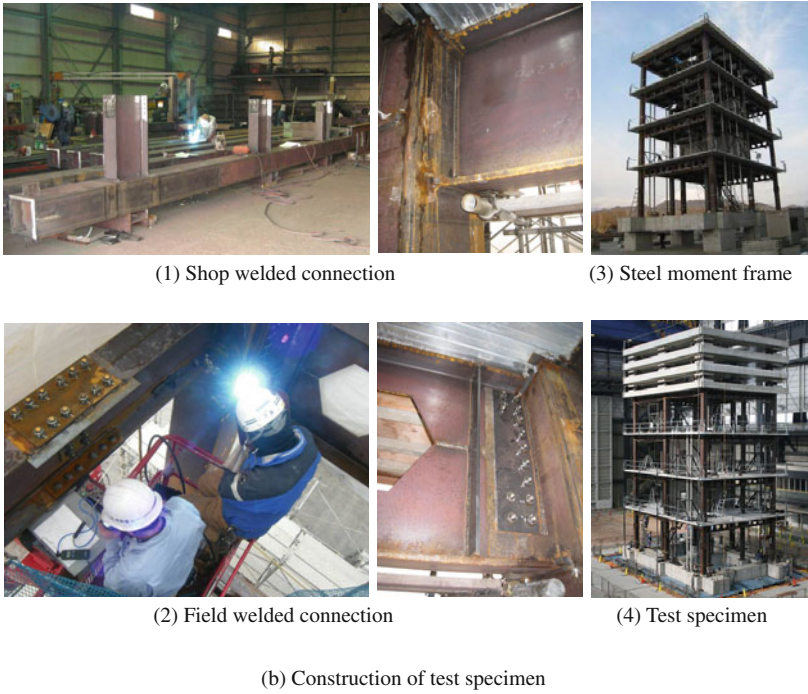 (1) Shop welded connection
(3) Steel moment frame
(2) Field welded connection
(4) Test specimen
(b) Construction of test specimen